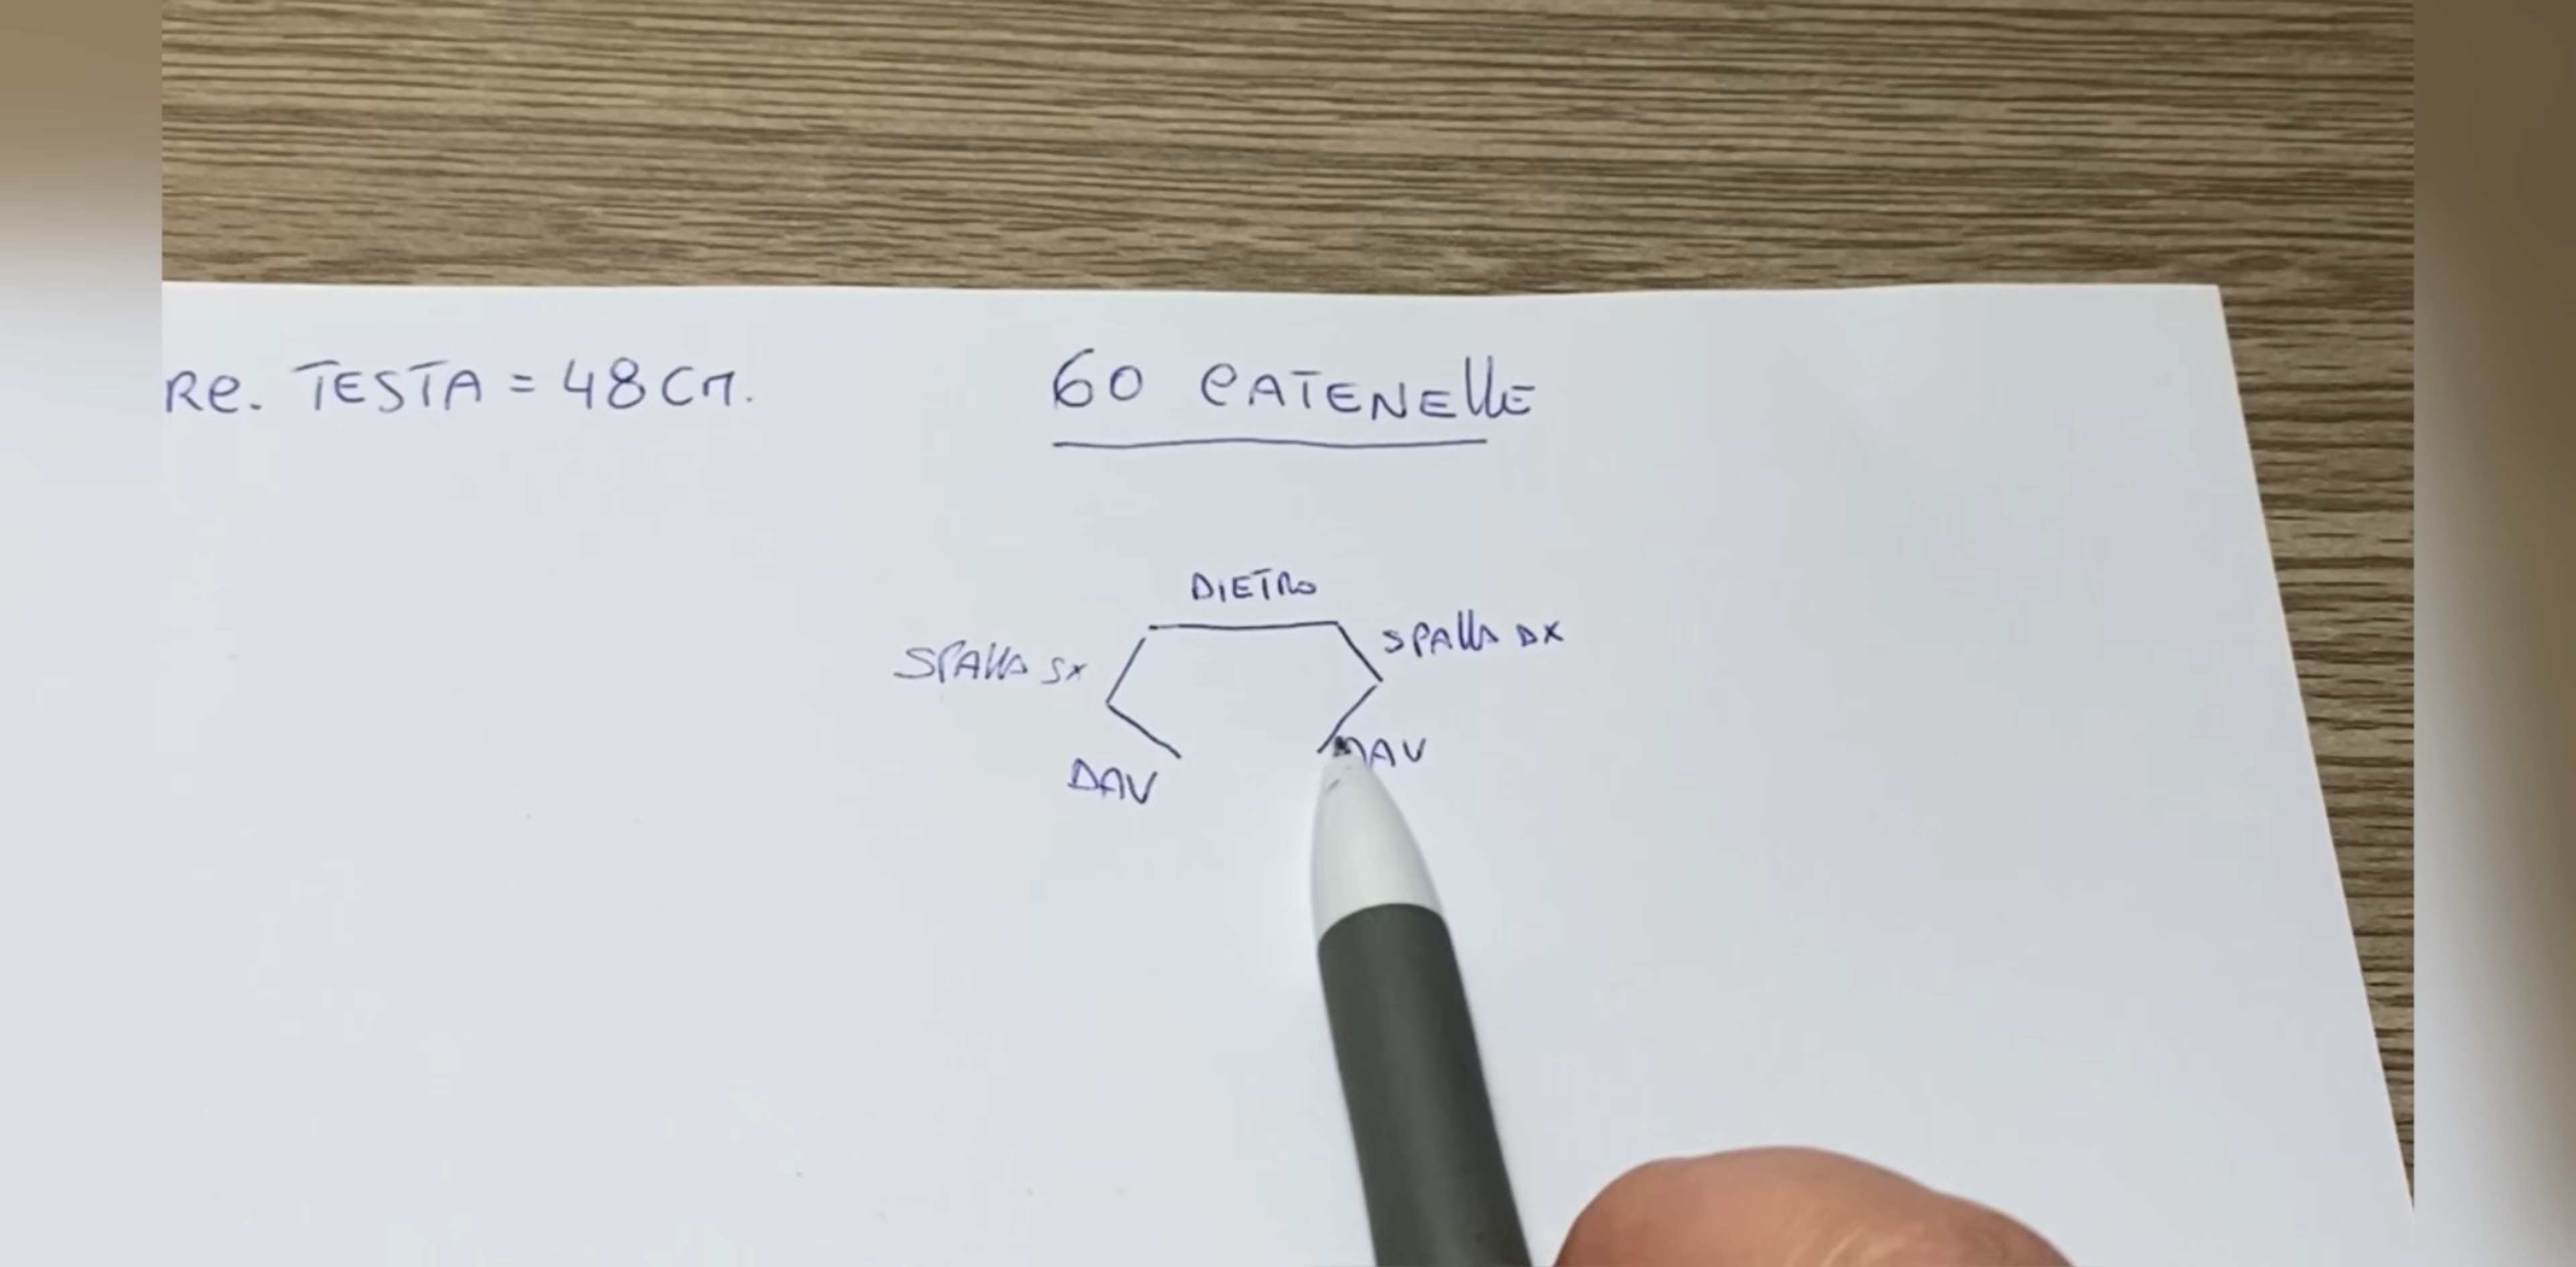 Re. TESTA = 48 Cm.
60 CATENElle
DIETRO
SPAllA SX
SPAllA DX
DAV
DAV